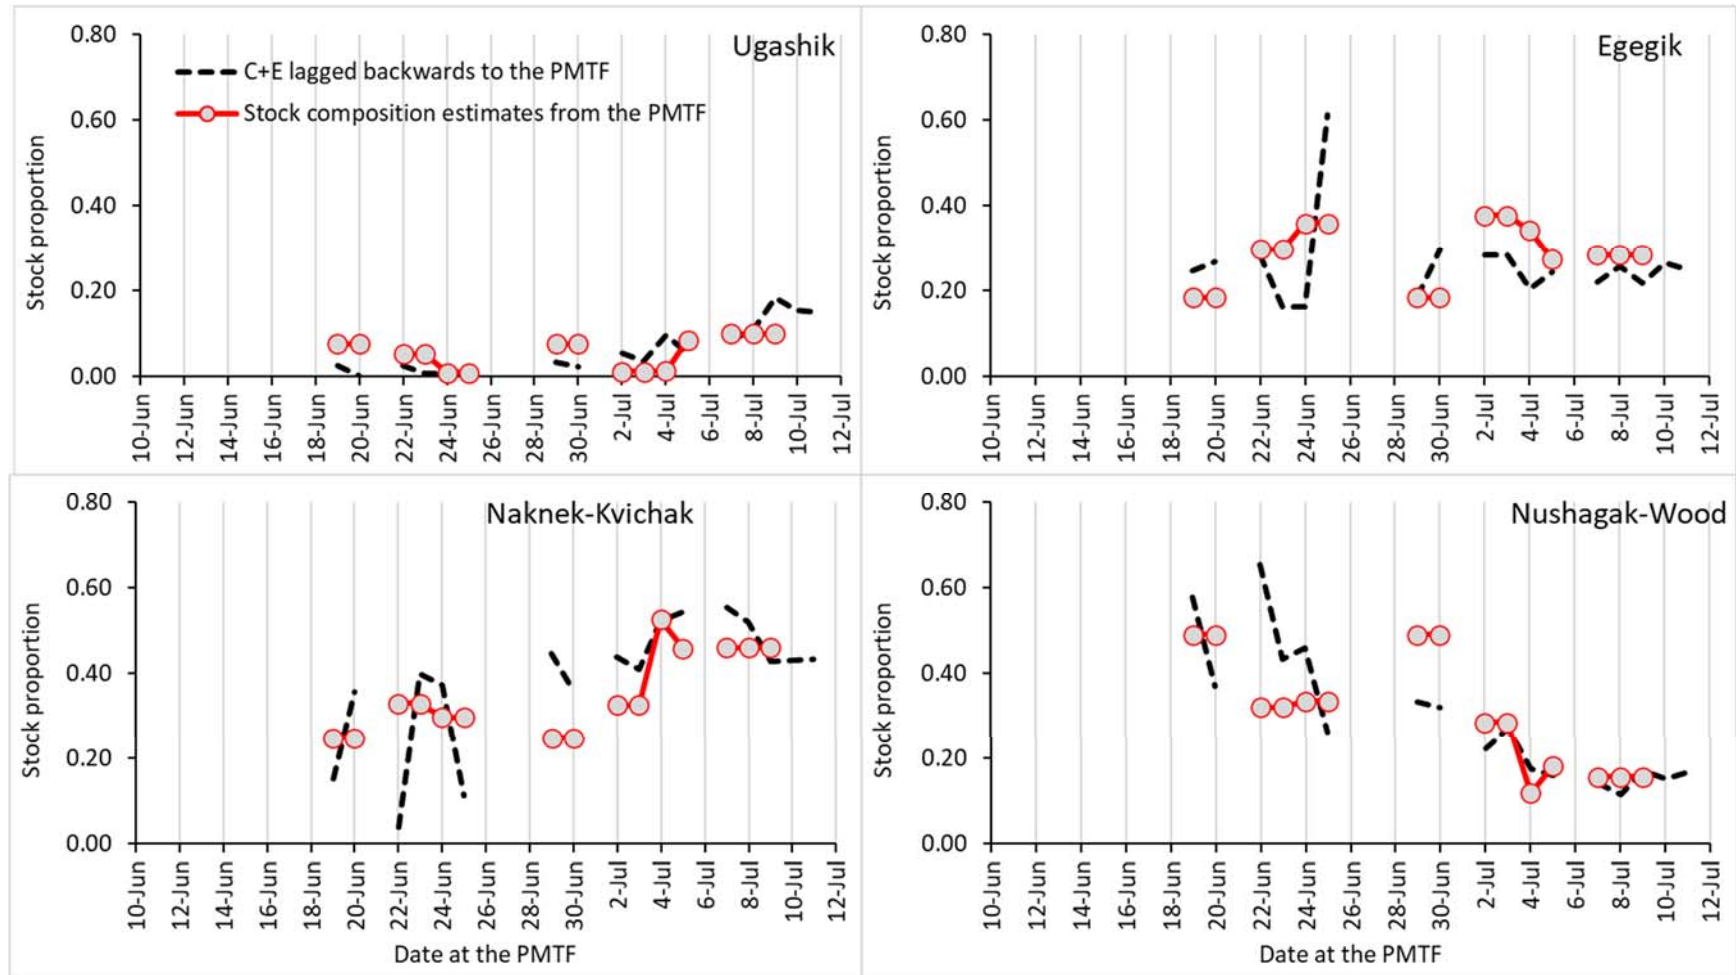 Ugashik
C+E lagged backwards to the PMTF
Stock composition estimates from the PMTF
Stock proportion
0.80
0.60
0.40
0.20
0.00
10-Jun
12-Jun
14-Jun
16-Jun
18-Jun
20-Jun
22-Jun
24-Jun
26-Jun
28-Jun
30-Jun
2-Jul
4-Jul
6-Jul
8-Jul
10-Jul
12-Jul
Egegik
Stock proportion
0.80
0.60
0.40
0.20
0.00
10-Jun
12-Jun
14-Jun
16-Jun
18-Jun
20-Jun
22-Jun
24-Jun
26-Jun
28-Jun
30-Jun
2-Jul
4-Jul
6-Jul
8-Jul
10-Jul
12-Jul
Naknek-Kvichak
Stock proportion
0.80
0.60
0.40
0.20
0.00
10-Jun
12-Jun
14-Jun
16-Jun
18-Jun
20-Jun
22-Jun
24-Jun
26-Jun
28-Jun
30-Jun
2-Jul
4-Jul
6-Jul
8-Jul
10-Jul
12-Jul
Date at the PMTF
Nushagak-Wood
Stock proportion
0.80
0.60
0.40
0.20
0.00
10-Jun
12-Jun
14-Jun
16-Jun
18-Jun
20-Jun
22-Jun
24-Jun
26-Jun
28-Jun
30-Jun
2-Jul
4-Jul
6-Jul
8-Jul
10-Jul
12-Jul
Date at the PMTF